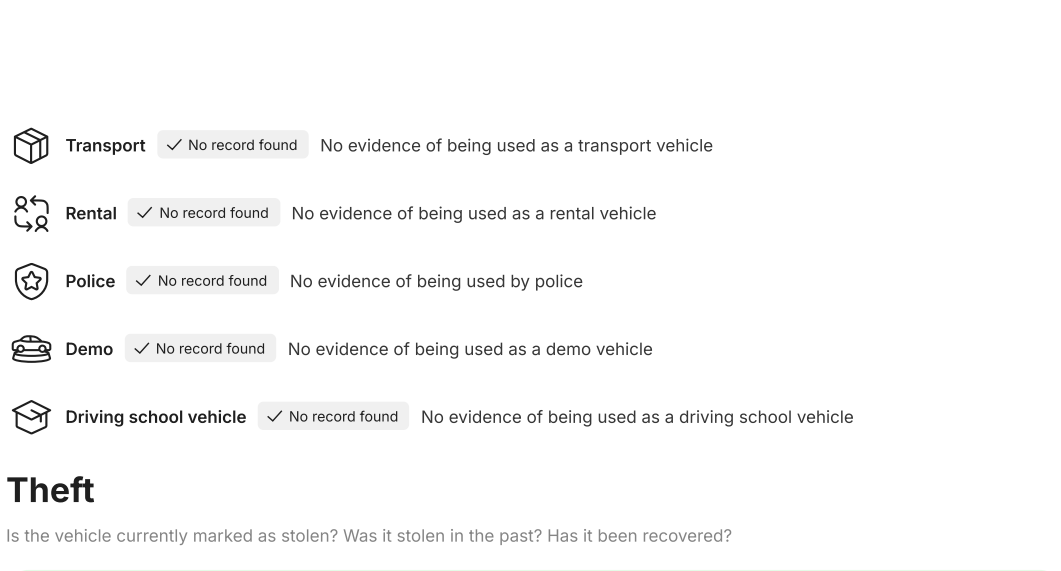 Transport No record found No evidence of being used as a transport vehicle
Rental No record found No evidence of being used as a rental vehicle
Police No record found No evidence of being used by police
Demo No record found No evidence of being used as a demo vehicle
Driving school vehicle No record found No evidence of being used as a driving school vehicle
Theft
Is the vehicle currently marked as stolen? Was it stolen in the past? Has it been recovered?